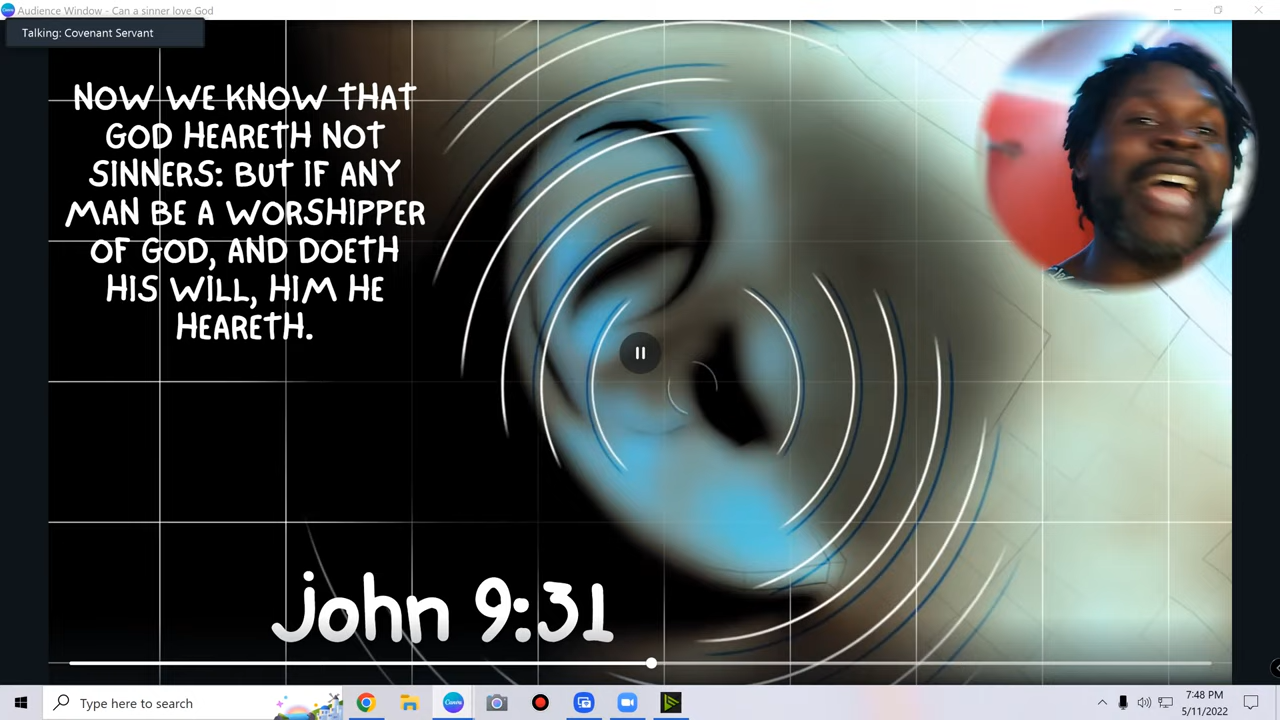 Audience Window - Can a sinner love God
Talking: Covenant Servant
NOW WE KNOW THAT
GOD HEARETH NOT
SINNERS: BUT IF ANY
MAN BE A WORSHIPPER
OF GOD, AND DOETH
HIS WILL, HIM HE
HEARETH.
john 9:31
Type here to search
7:48 PM
5/11/2022